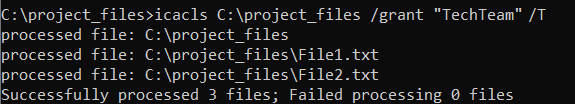 C:\project_files>icacls C:\project_files /grant "TechTeam" /T
processed file: C:\project_files
processed file: C:\project_files\File1.txt
processed file: C:\project_files\File2.txt
Successfully processed 3 files; Failed processing 0 files